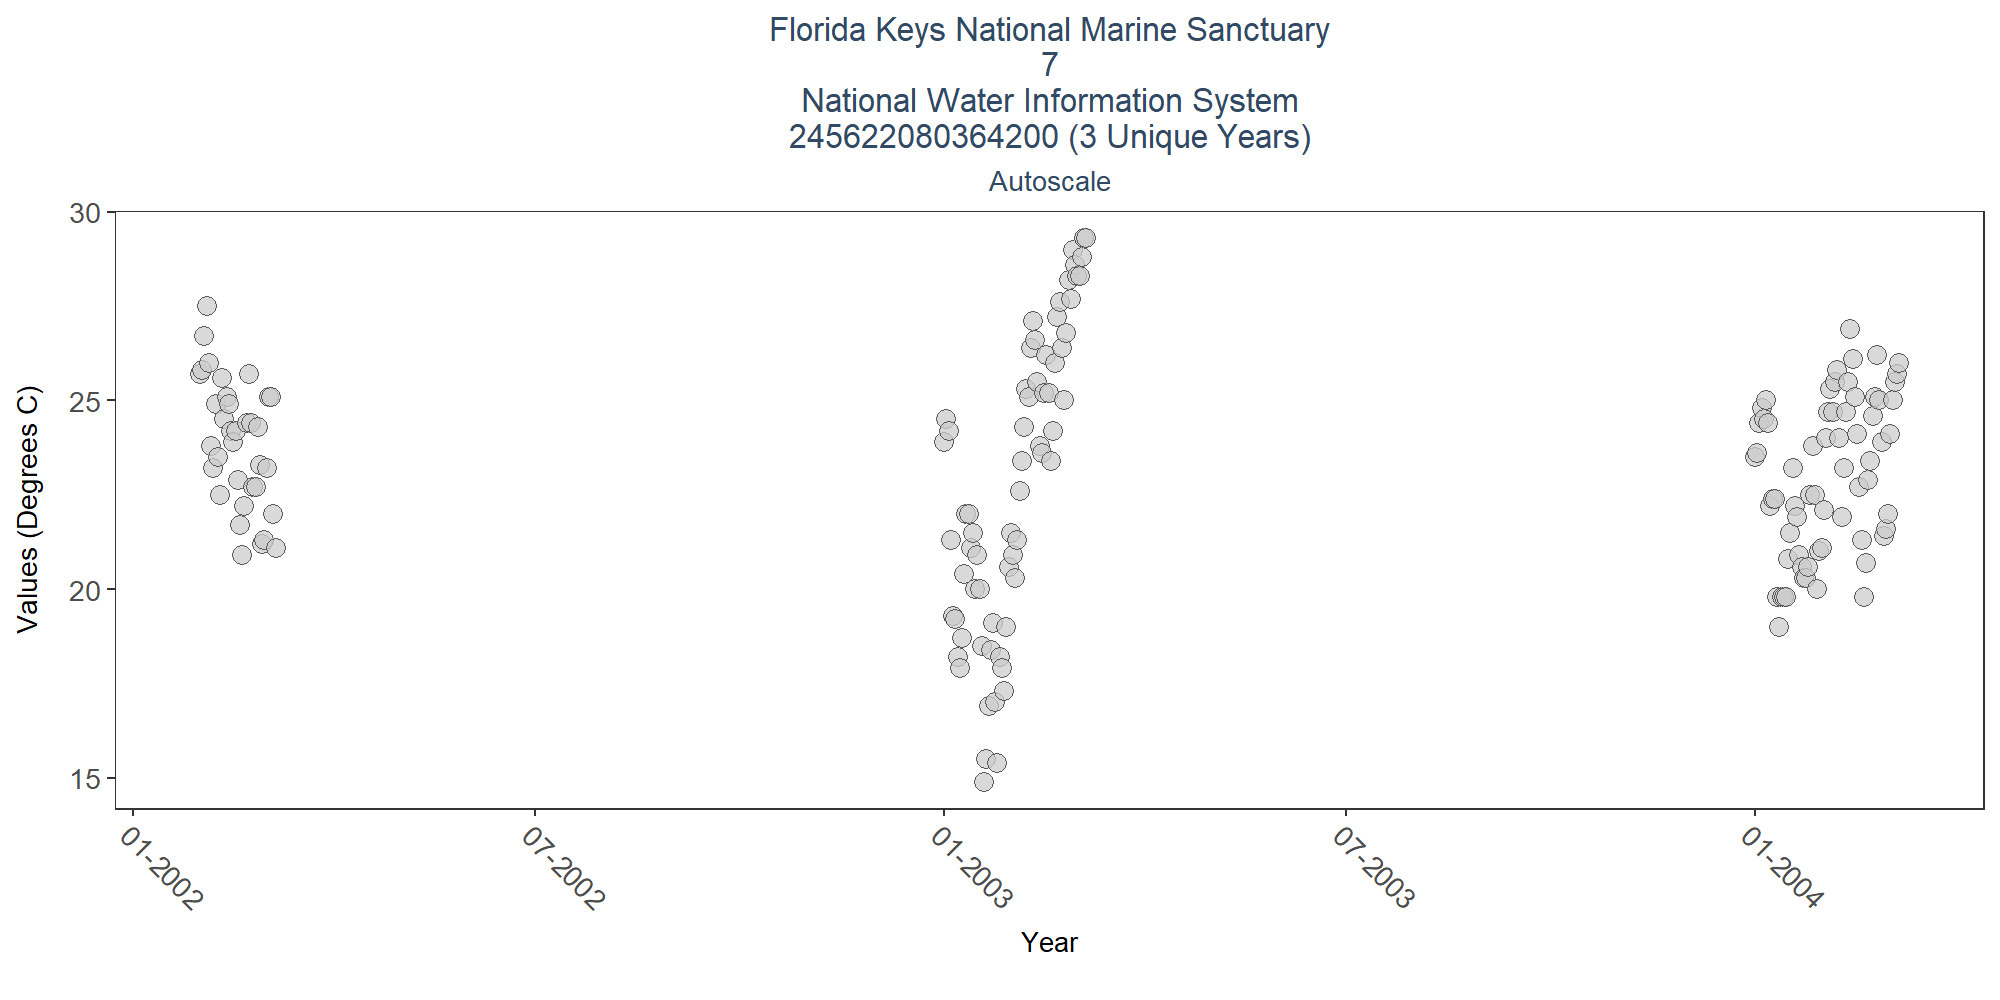 Florida Keys National Marine Sanctuary
7
National Water Information System
245622080364200 (3 Unique Years)
Autoscale
Values (Degrees C)
30
25
20
15
01-2002
07-2002
01-2003
07-2003
01-2004
Year